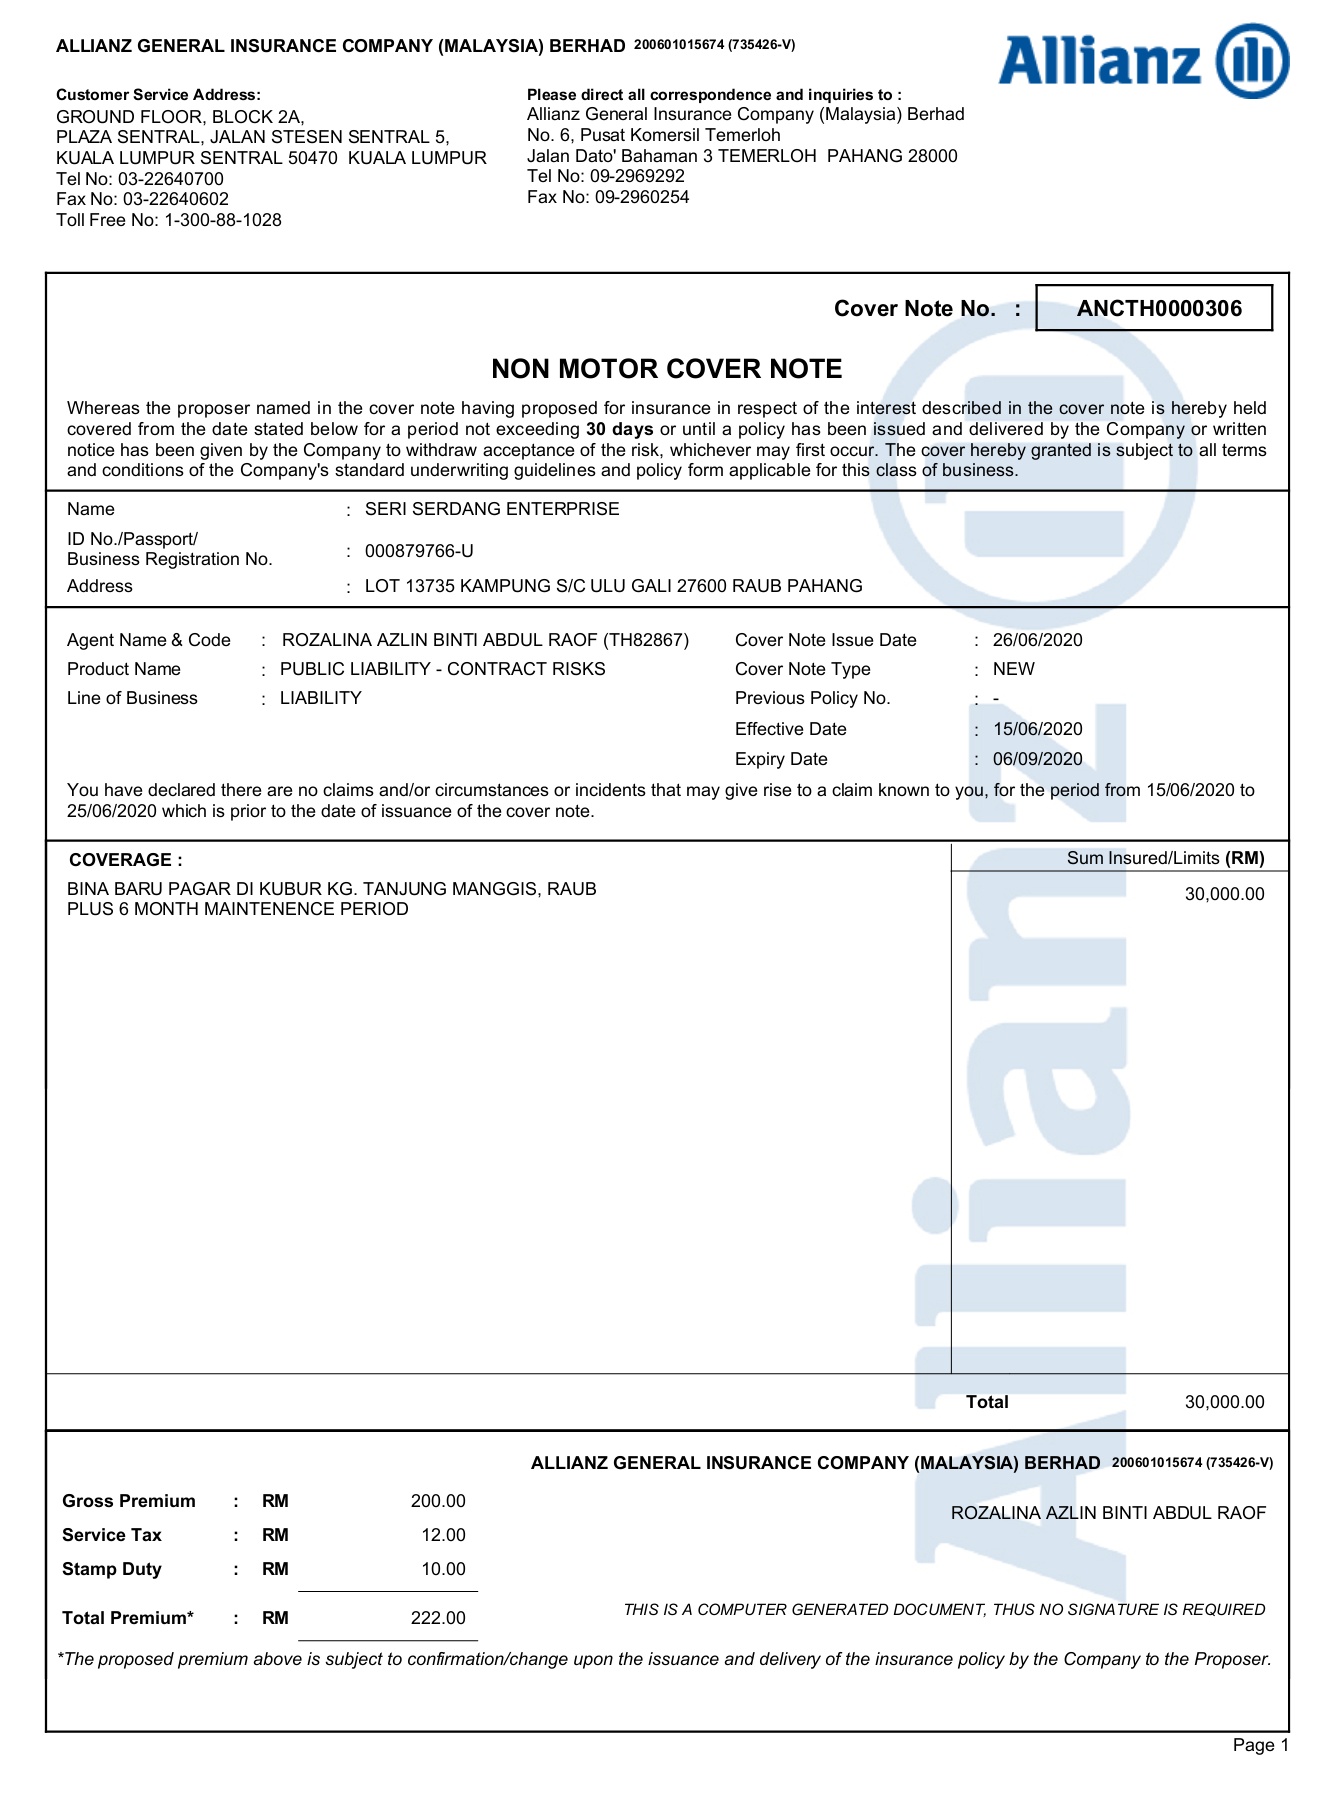 ALLIANZ GENERAL INSURANCE COMPANY (MALAYSIA) BERHAD 200601015674 (735426-V)
Allianz
Customer Service Address:
GROUND FLOOR, BLOCK 2A,
PLAZA SENTRAL, JALAN STESEN SENTRAL 5,
KUALA LUMPUR SENTRAL 50470 KUALA LUMPUR
Tel No: 03-22640700
Fax No: 03-22640602
Toll Free No: 1-300-88-1028
Please direct all correspondence and inquiries to :
Allianz General Insurance Company (Malaysia) Berhad
No. 6, Pusat Komersil Temerloh
Jalan Dato' Bahaman 3 TEMERLOH PAHANG 28000
Tel No: 09-2969292
Fax No: 09-2960254
Cover Note No. : ANCTH0000306
NON MOTOR COVER NOTE
Whereas the proposer named in the cover note having proposed for insurance in respect of the interest described in the cover note is hereby held
covered from the date stated below for a period not exceeding 30 days or until a policy has been issued and delivered by the Company or written
notice has been given by the Company to withdraw acceptance of the risk, whichever may first occur. The cover hereby granted is subject to all terms
and conditions of the Company's standard underwriting guidelines and policy form applicable for this class of business.
Name : SERI SERDANG ENTERPRISE
ID No./Passport/
Business Registration No. : 000879766-U
Address : LOT 13735 KAMPUNG S/C ULU GALI 27600 RAUB PAHANG
Agent Name & Code : ROZALINA AZLIN BINTI ABDUL RAOF (TH82867)
Product Name : PUBLIC LIABILITY - CONTRACT RISKS
Line of Business : LIABILITY
Cover Note Issue Date : 26/06/2020
Cover Note Type : NEW
Previous Policy No. : -
Effective Date : 15/06/2020
Expiry Date : 06/09/2020
You have declared there are no claims and/or circumstances or incidents that may give rise to a claim known to you, for the period from 15/06/2020 to
25/06/2020 which is prior to the date of issuance of the cover note.
COVERAGE : Sum Insured/Limits (RM)
BINA BARU PAGAR DI KUBUR KG. TANJUNG MANGGIS, RAUB 30,000.00
PLUS 6 MONTH MAINTENENCE PERIOD
Total 30,000.00
ALLIANZ GENERAL INSURANCE COMPANY (MALAYSIA) BERHAD 200601015674 (735426-V)
Gross Premium : RM 200.00
Service Tax : RM 12.00
Stamp Duty : RM 10.00
Total Premium* : RM 222.00
ROZALINA AZLIN BINTI ABDUL RAOF
THIS IS A COMPUTER GENERATED DOCUMENT, THUS NO SIGNATURE IS REQUIRED
*The proposed premium above is subject to confirmation/change upon the issuance and delivery of the insurance policy by the Company to the Proposer.
Allianz
Page 1